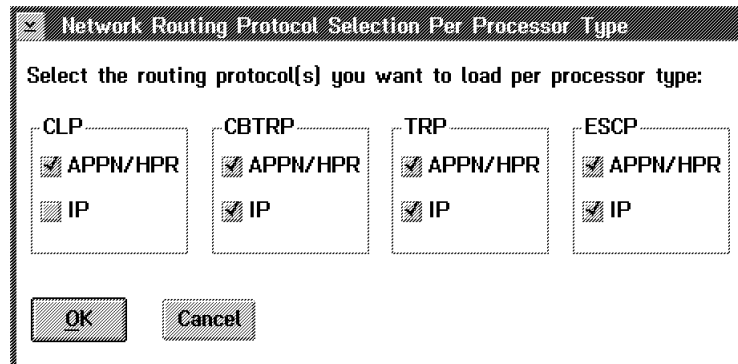 Network Routing Protocol Selection Per Processor Type
Select the routing protocol(s) you want to load per processor type:
CLP CBTRP TRP ESCP
APPN/HPR APPN/HPR APPN/HPR APPN/HPR
IP IP IP IP
OK Cancel